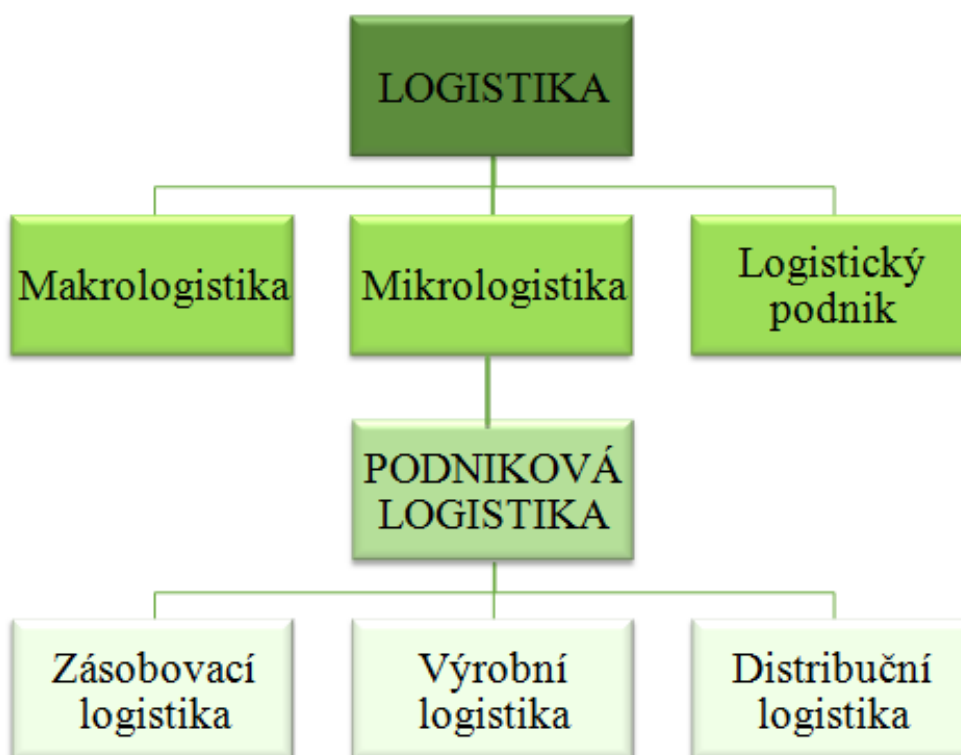 LOGISTIKA
Makrologistika
Mikrologistika
Logistický
podnik
PODNIKOVÁ
LOGISTIKA
Zásobovací
logistika
Výrobní
logistika
Distribuční
logistika